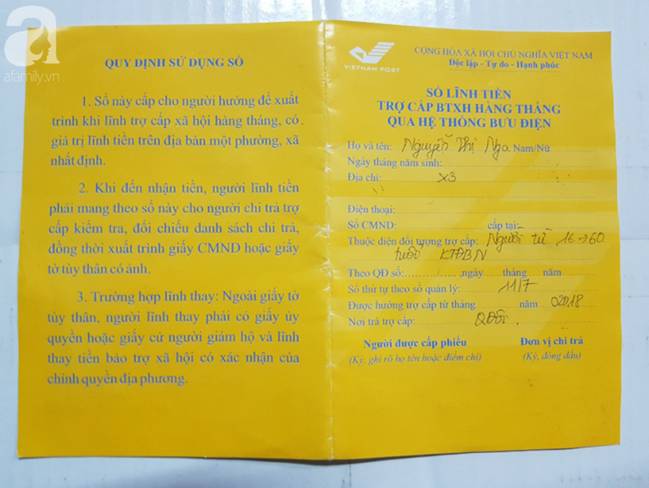 afamily.vn
QUY ĐỊNH SỬ DỤNG SỔ
1. Sổ này cấp cho người hưởng để xuất
trình khi lĩnh trợ cấp xã hội hàng tháng, có
giá trị lĩnh tiền trên địa bàn một phường, xã
nhất định.
2. Khi đến nhận tiền, người lĩnh tiền
phải mang theo sổ này cho người chi trả trợ
cấp kiểm tra, đối chiếu danh sách chi trả,
đồng thời xuất trình giấy CMND hoặc giấy
tờ tùy thân có ảnh.
3. Trường hợp lĩnh thay: Ngoài giấy tờ
tùy thân, người lĩnh thay phải có giấy ủy
quyền hoặc giấy cử người giám hộ và lĩnh
thay tiền bảo trợ xã hội có xác nhận của
chính quyền địa phương.
VIETNAM POST
CỘNG HÒA XÃ HỘI CHỦ NGHĨA VIỆT NAM
Độc lập - Tự do - Hạnh phúc
SỔ LĨNH TIỀN
TRỢ CẤP BTXH HÀNG THÁNG
QUA HỆ THỐNG BƯU ĐIỆN
Họ và tên: Nguyễn Thị Nga Nam/Nữ
Ngày tháng năm sinh:
Địa chỉ: X3
Điện thoại:
Số CMND: cấp tại:
Thuộc diện đối tượng trợ cấp: Người từ 16→60
tuổi KTĐBN
Theo QĐ số: / ,ngày tháng năm
Số thứ tự theo sổ quản lý: 1117
Được hưởng trợ cấp từ tháng năm 02018
Nơi trả trợ cấp:
Người được cấp phiếu Đơn vị chi trả
(Ký, ghi rõ họ tên hoặc điểm chỉ) (Ký, đóng dấu)